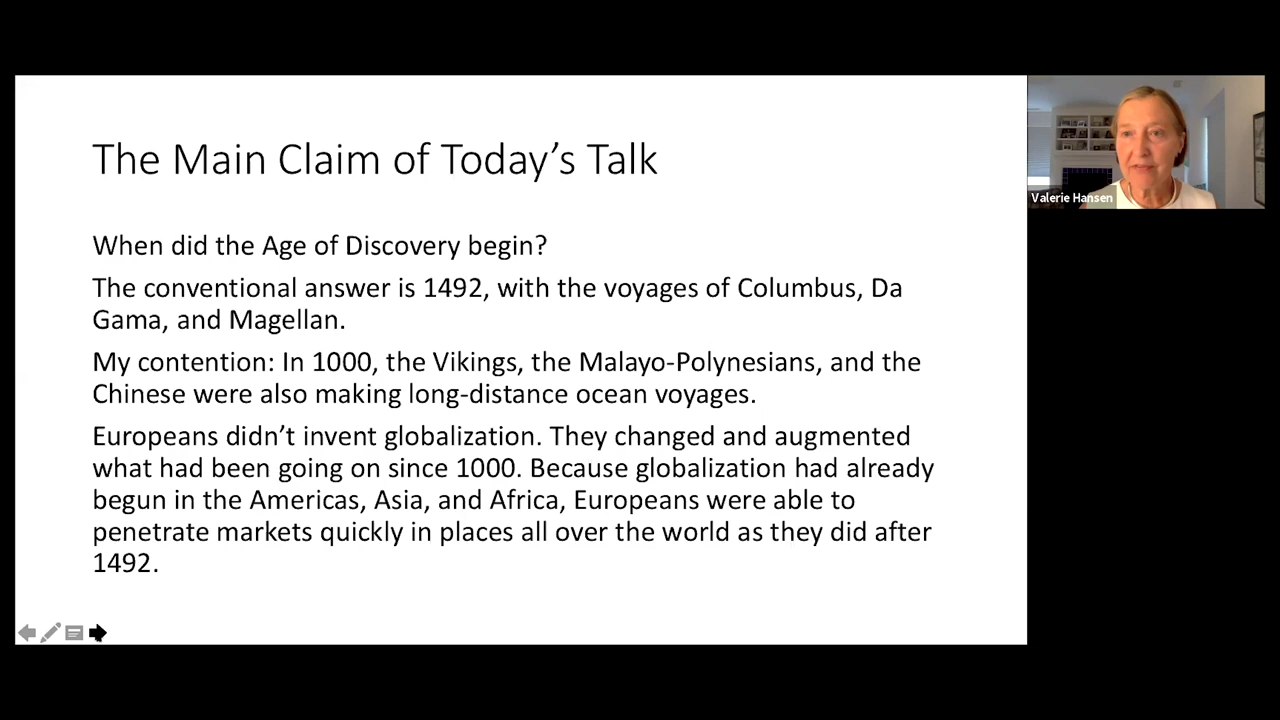 The Main Claim of Today's Talk
When did the Age of Discovery begin?
The conventional answer is 1492, with the voyages of Columbus, Da
Gama, and Magellan.
My contention: In 1000, the Vikings, the Malayo-Polynesians, and the
Chinese were also making long-distance ocean voyages.
Europeans didn't invent globalization. They changed and augmented
what had been going on since 1000. Because globalization had already
begun in the Americas, Asia, and Africa, Europeans were able to
penetrate markets quickly in places all over the world as they did after
1492.
Valerie Hansen